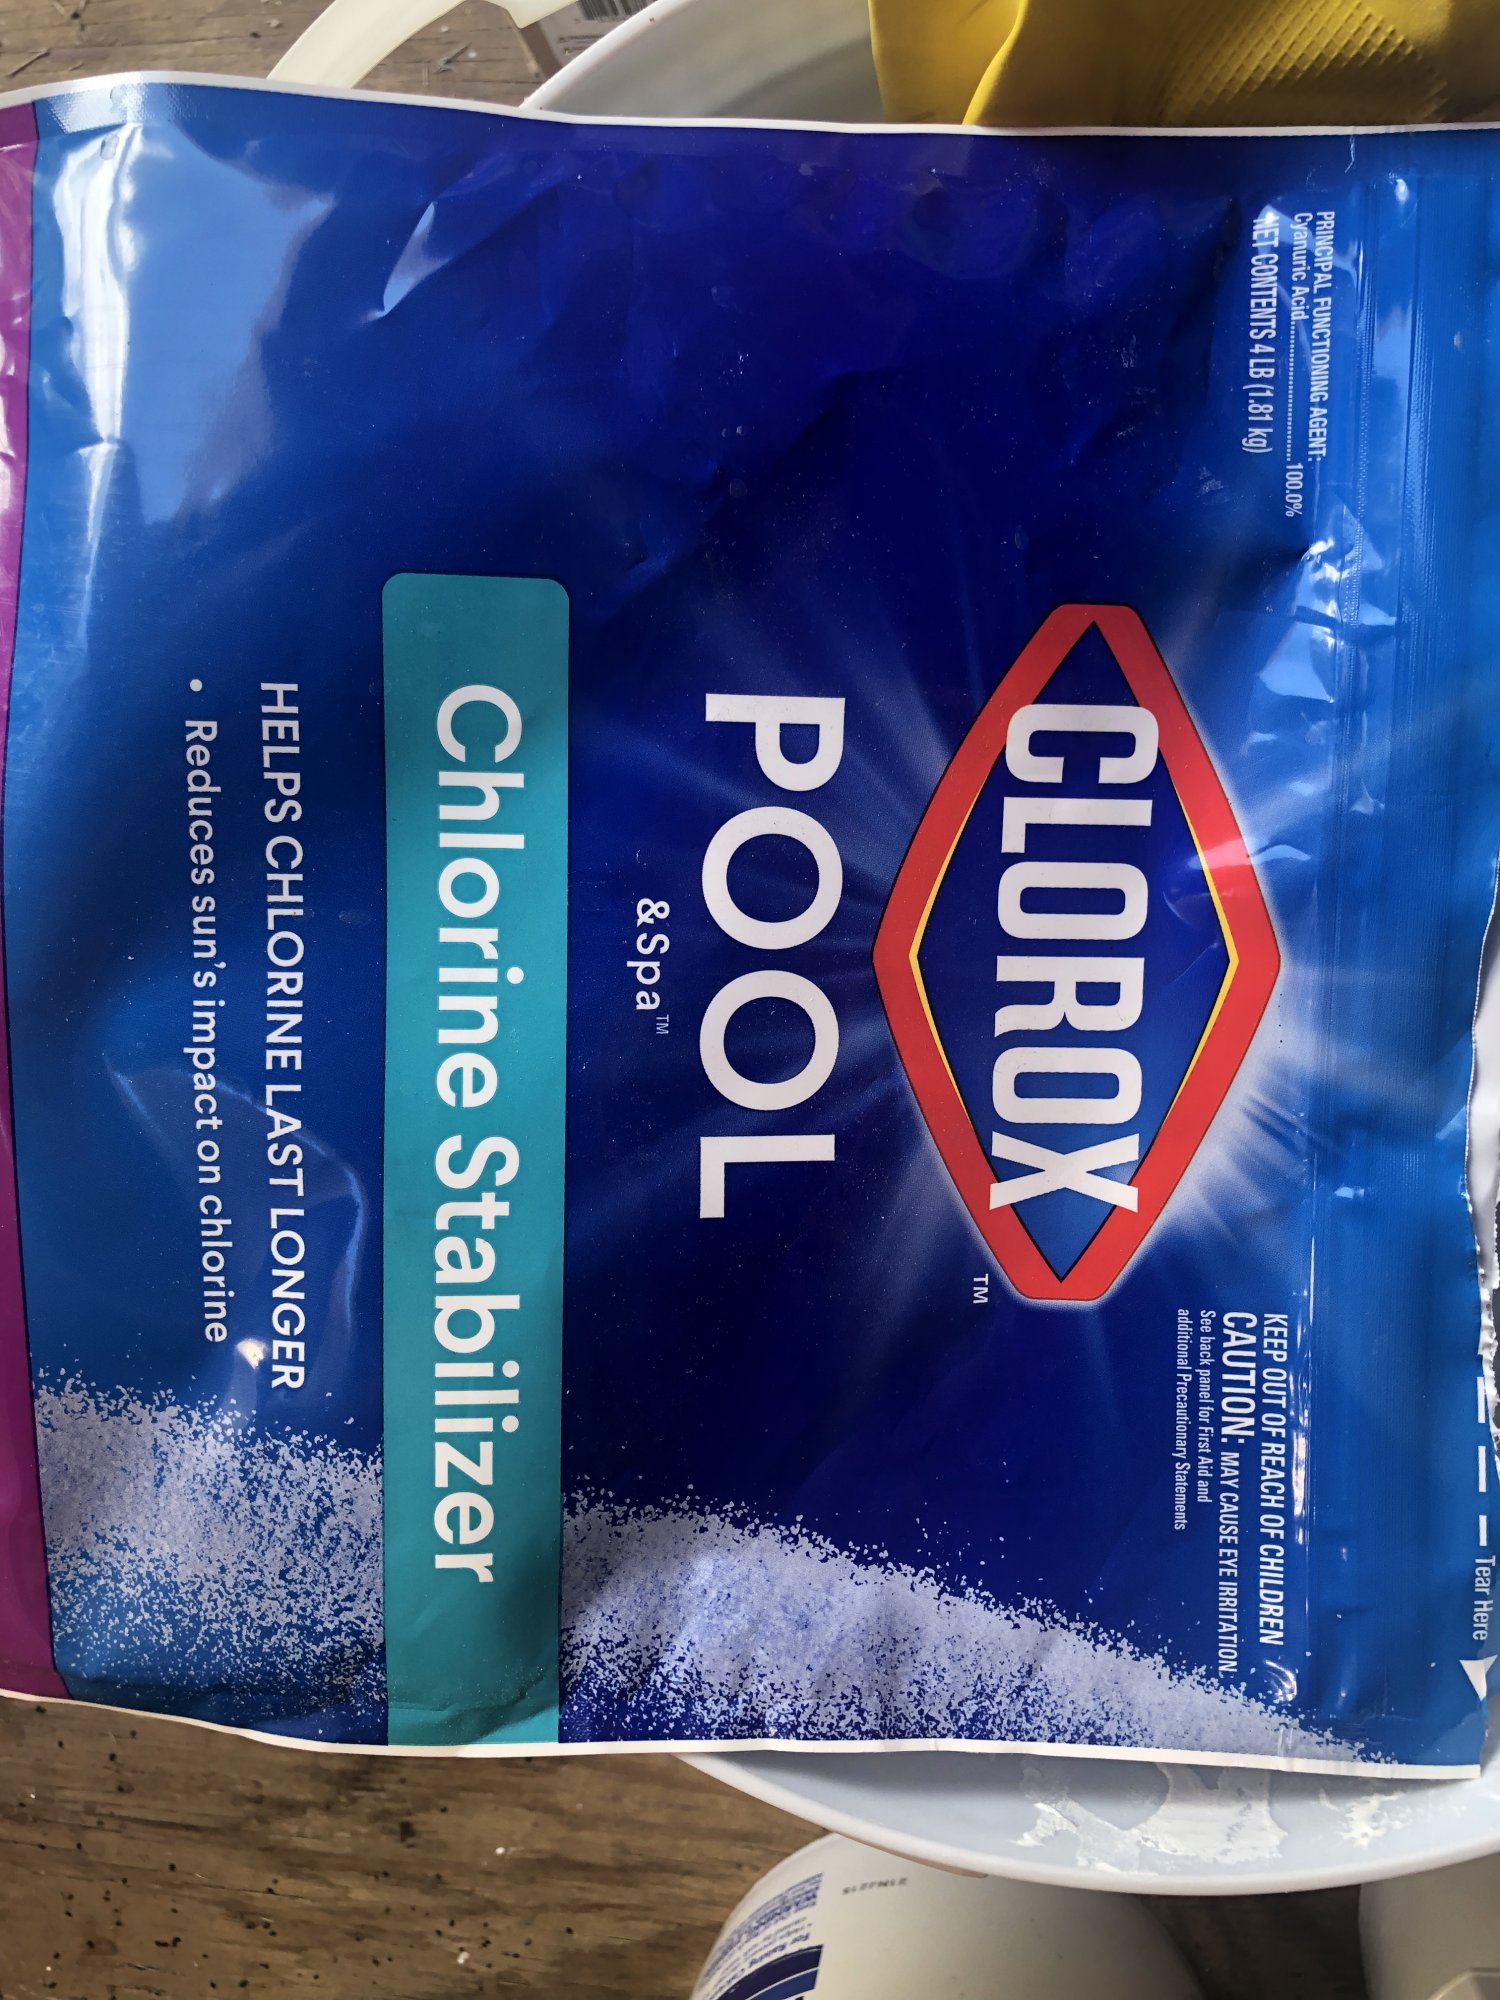 PRINCIPAL FUNCTIONING AGENT:
Cyanuric Acid..............................100.0%
NET CONTENTS 4 LB (1.81 kg)
Tear Here
KEEP OUT OF REACH OF CHILDREN
CAUTION: MAY CAUSE EYE IRRITATION.
See back panel for First Aid and
additional Precautionary Statements
CLOROX
TM
POOL
& Spa™
Chlorine Stabilizer
HELPS CHLORINE LAST LONGER
• Reduces sun's impact on chlorine